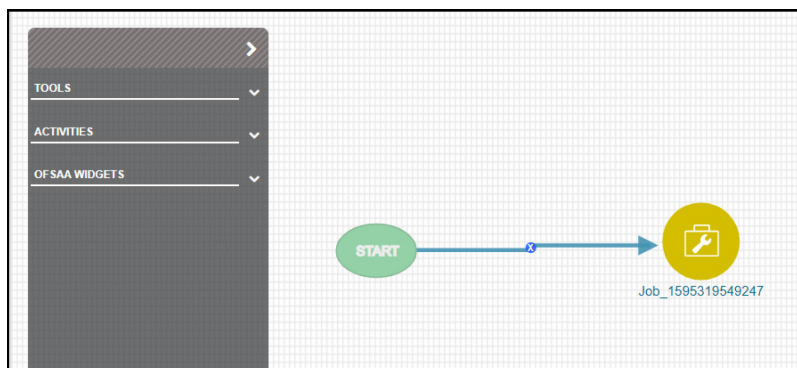 TOOLS
ACTIVITIES
OFSAA WIDGETS
START
X
Job_1595319549247